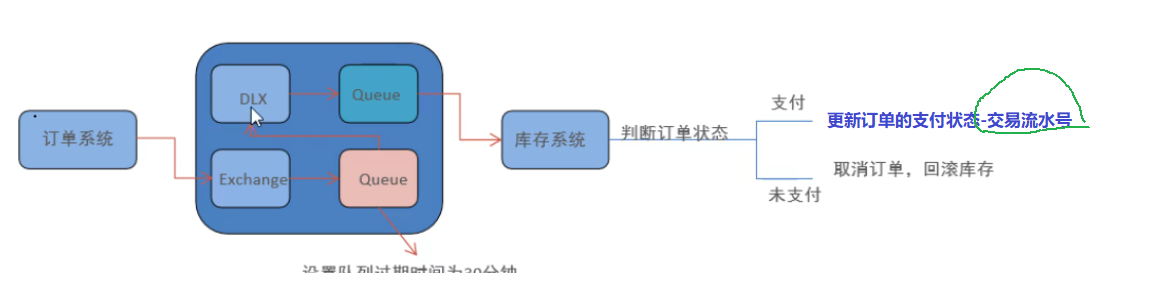 DLX
Queue
订单系统
Exchange
Queue
库存系统
判断订单状态
支付
更新订单的支付状态-交易流水号
取消订单，回滚库存
未支付
设置队列过期时间为30分钟